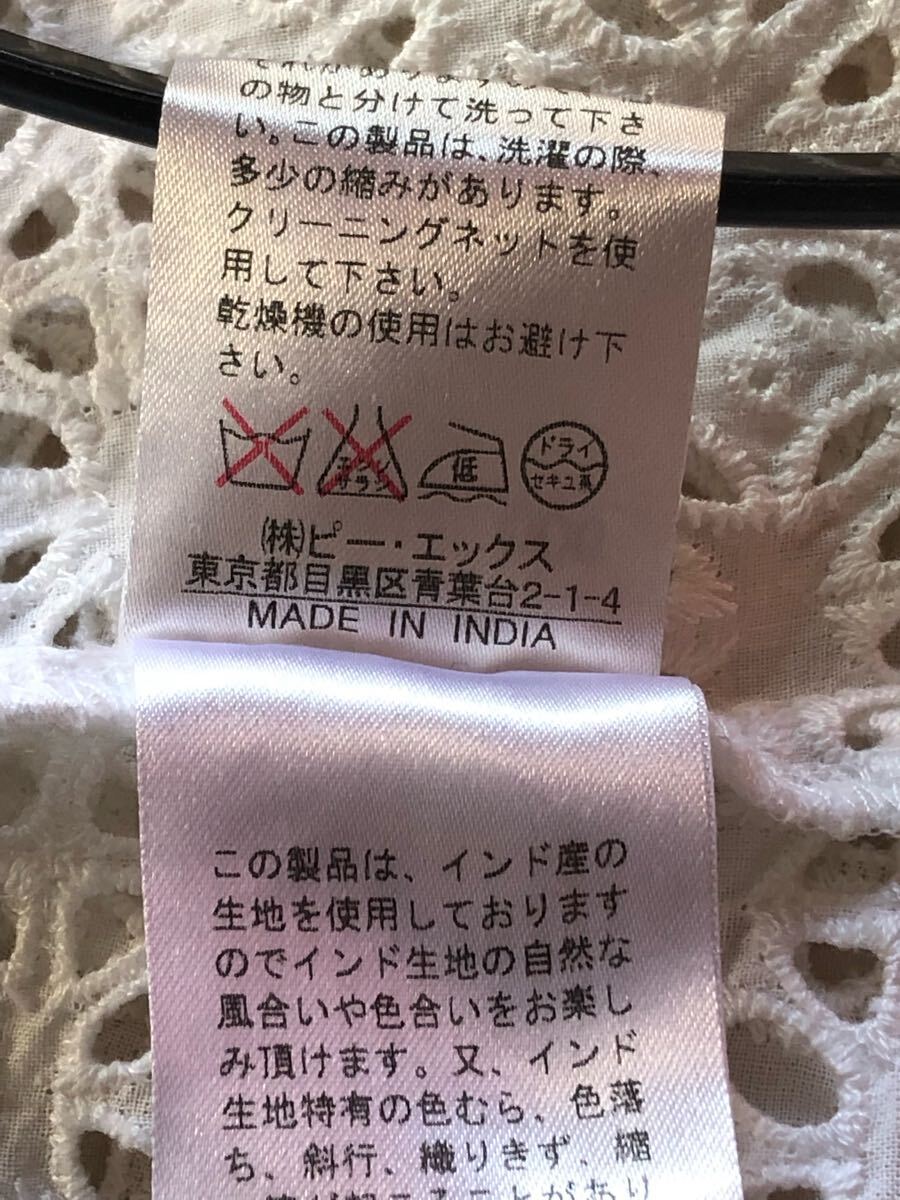 の物と分けて洗って下さ
い。この製品は、洗濯の際、
多少の縮みがあります。
クリーニングネットを使
用して下さい。
乾燥機の使用はお避け下
さい。
エンソ
サラシ
低
ドライ
セキユ系
㈱ピー・エックス
東京都目黒区青葉台2-1-4
MADE IN INDIA
この製品は、インド産の
生地を使用しております
のでインド生地の自然な
風合いや色合いをお楽し
み頂けます。又、インド
生地特有の色むら、色落
ち、斜行、織りきず、縮